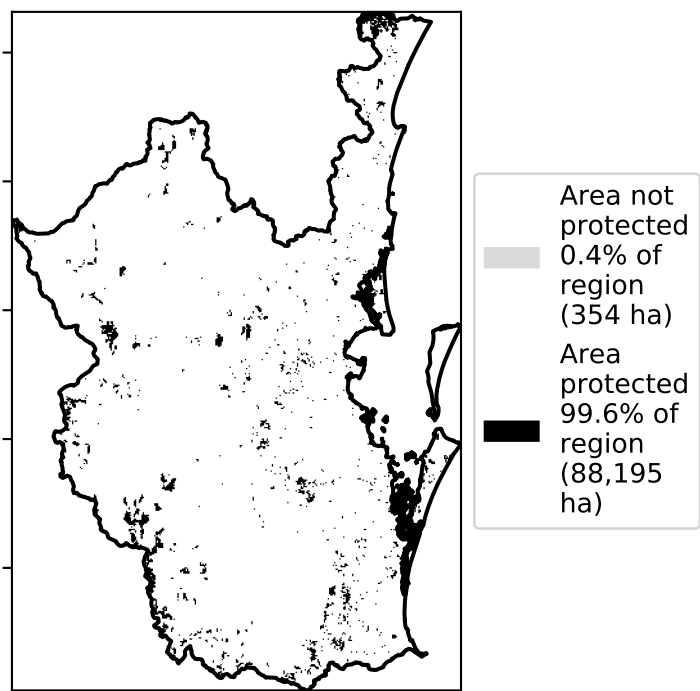 Area not
protected
0.4% of
region
(354 ha)
Area
protected
99.6% of
region
(88,195
ha)